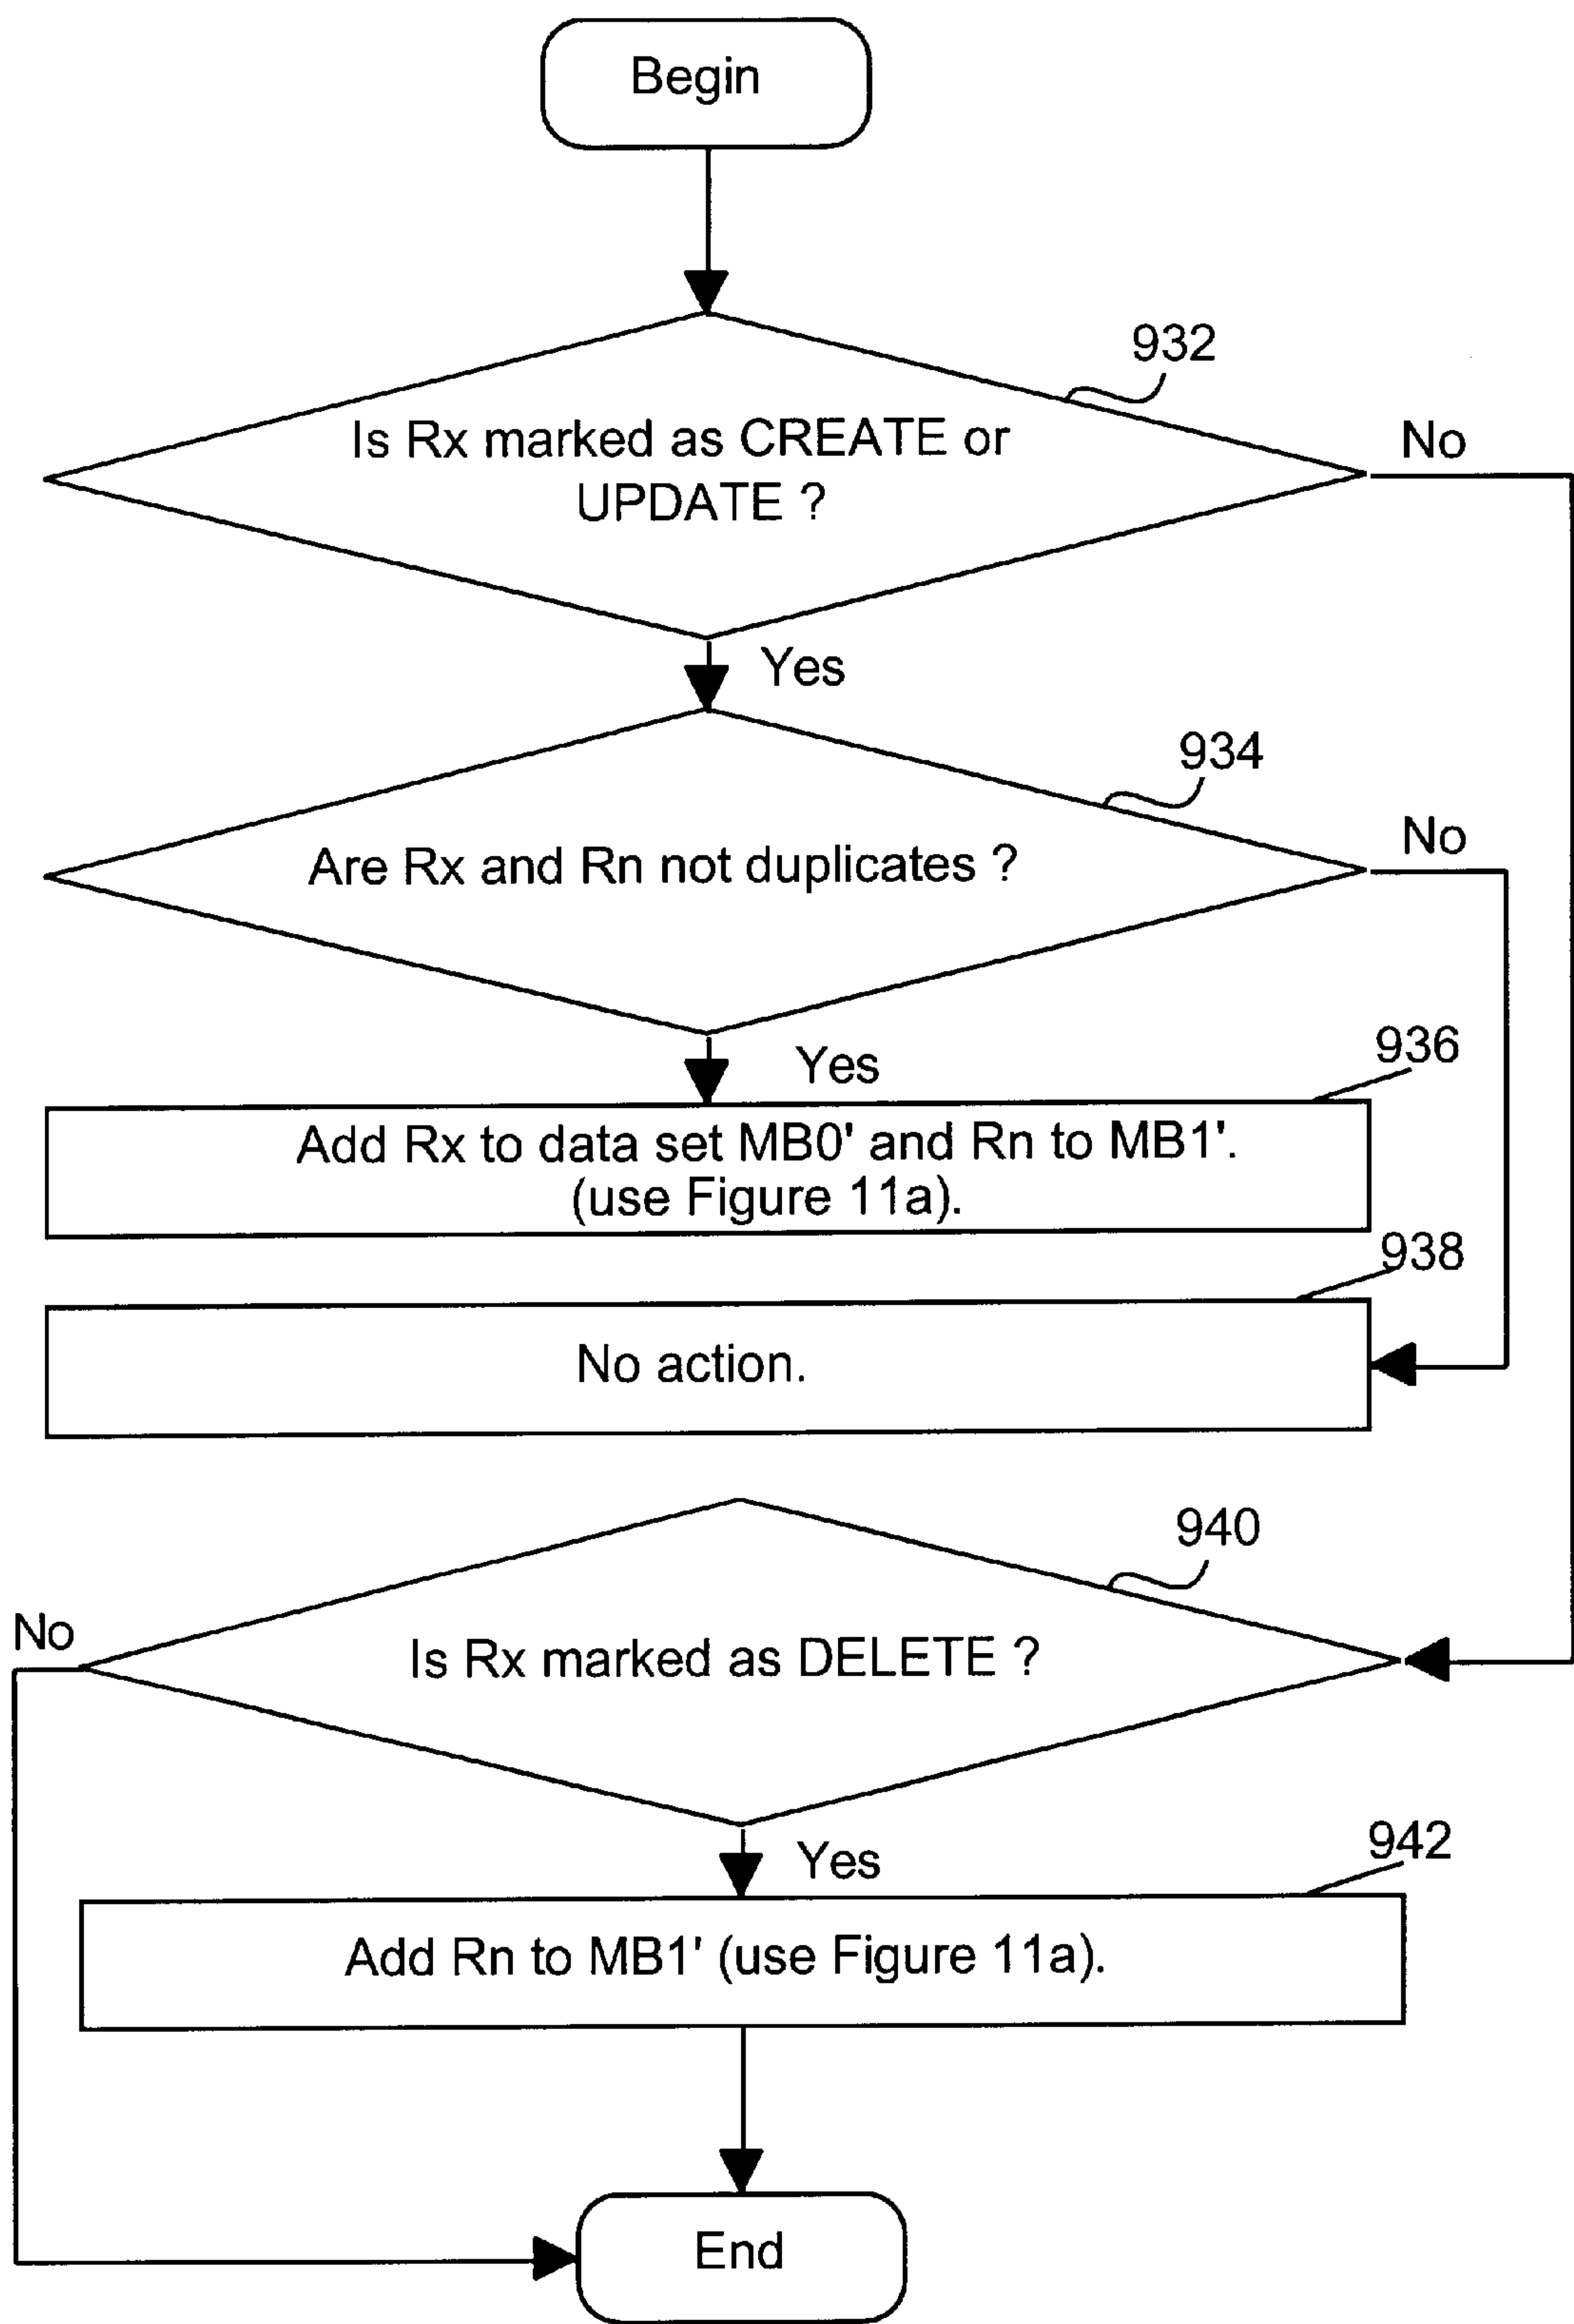 Begin
932
Is Rx marked as CREATE or
UPDATE ?
No
Yes
934
Are Rx and Rn not duplicates ?
No
Yes
936
Add Rx to data set MB0' and Rn to MB1'.
(use Figure 11a).
938
No action.
940
No
Is Rx marked as DELETE ?
Yes
942
Add Rn to MB1' (use Figure 11a).
End